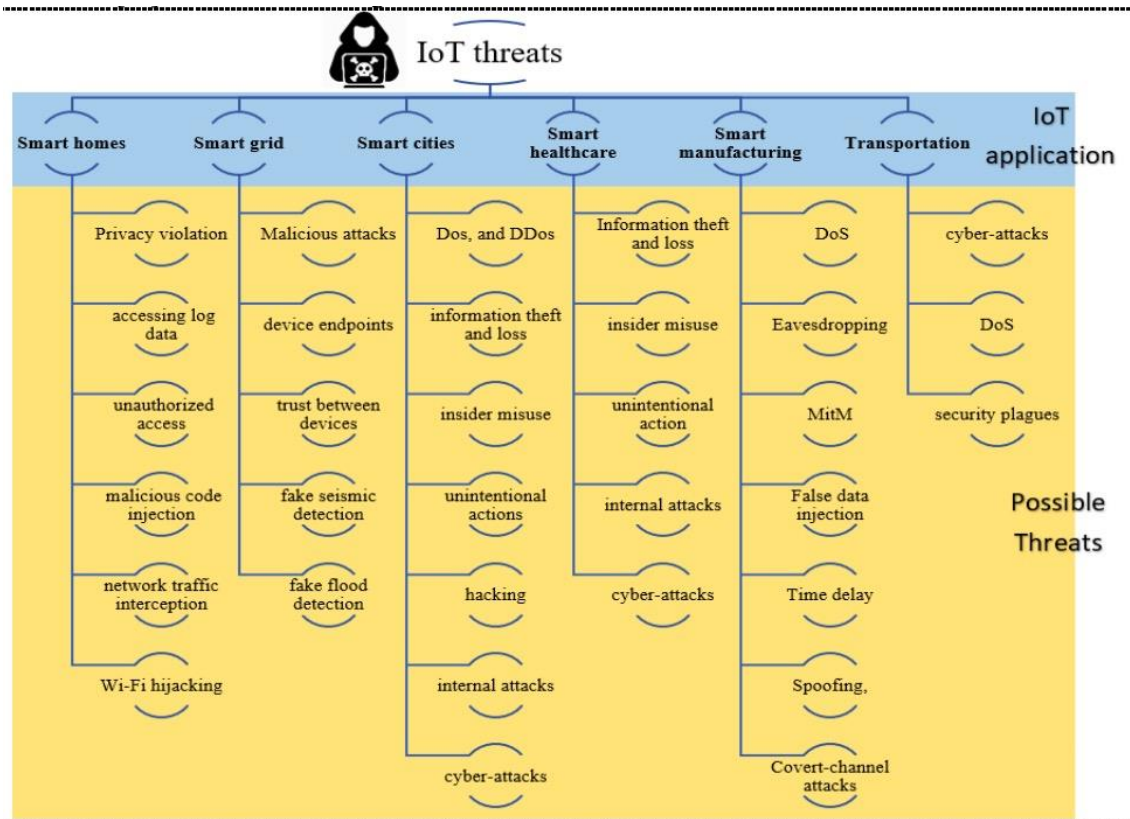 IoT threats
IoT
application
Smart homes
Smart grid
Smart cities
Smart
healthcare
Smart
manufacturing
Transportation
Privacy violation
accessing log
data
unauthorized
access
malicious code
injection
network traffic
interception
Wi-Fi hijacking
Malicious attacks
device endpoints
trust between
devices
fake seismic
detection
fake flood
detection
Dos, and DDos
information theft
and loss
insider misuse
unintentional
actions
hacking
internal attacks
cyber-attacks
Information theft
and loss
insider misuse
unintentional
action
internal attacks
cyber-attacks
DoS
Eavesdropping
MitM
False data
injection
Time delay
Spoofing,
Covert-channel
attacks
cyber-attacks
DoS
security plagues
Possible
Threats